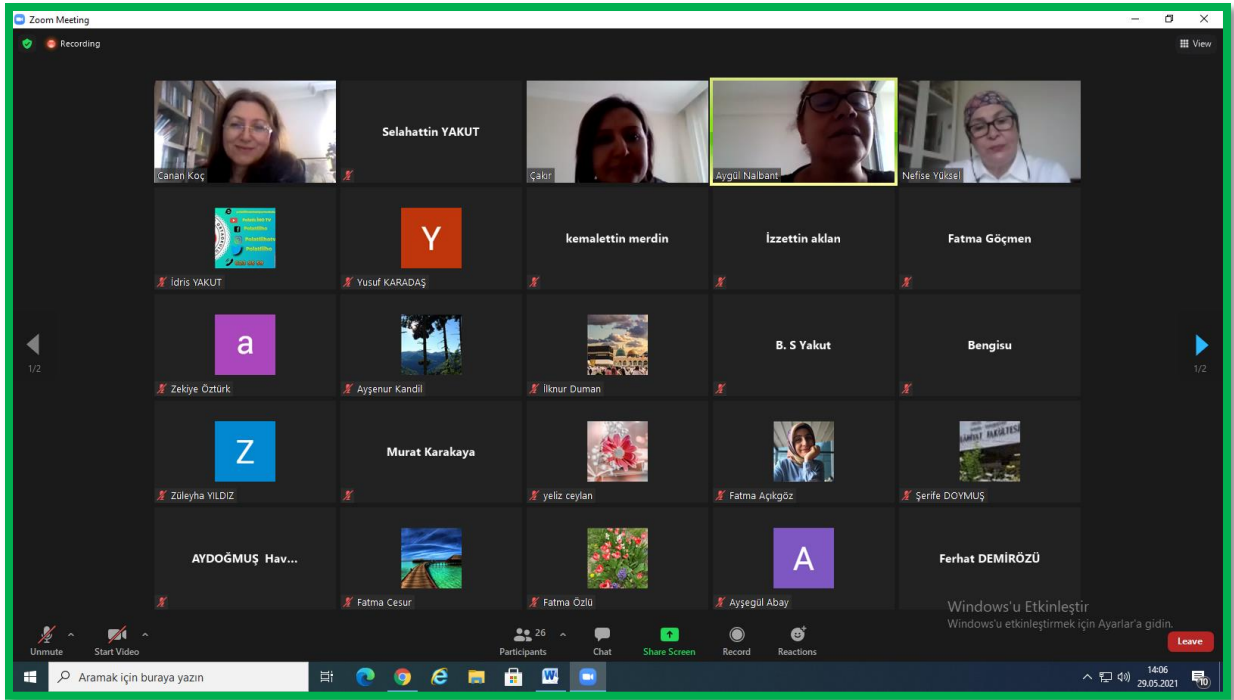 Zoom Meeting
Recording
View
Canan Koç
Selahattin YAKUT
Çakır
Aygül Nalbant
Nefise Yüksel
İdris YAKUT
Y
Yusuf KARADAŞ
kemalettin merdin
İzzettin aklan
Fatma Göçmen
a
Zekiye Öztürk
Ayşenur Kandil
İlknur Duman
B. S Yakut
Bengisu
1/2
1/2
Z
Züleyha YILDIZ
Murat Karakaya
yeliz ceylan
Fatma Açıkgöz
Şerife DOYMUŞ
AYDOĞMUŞ Hav...
Fatma Cesur
Fatma Özlü
A
Ayşegül Abay
Ferhat DEMİRÖZÜ
Windows'u Etkinleştir
Windows'u etkinleştirmek için Ayarlar'a gidin.
Unmute
Start Video
Participants
26
Chat
Share Screen
Record
Reactions
Leave
Aramak için buraya yazın
14:06
29.05.2021